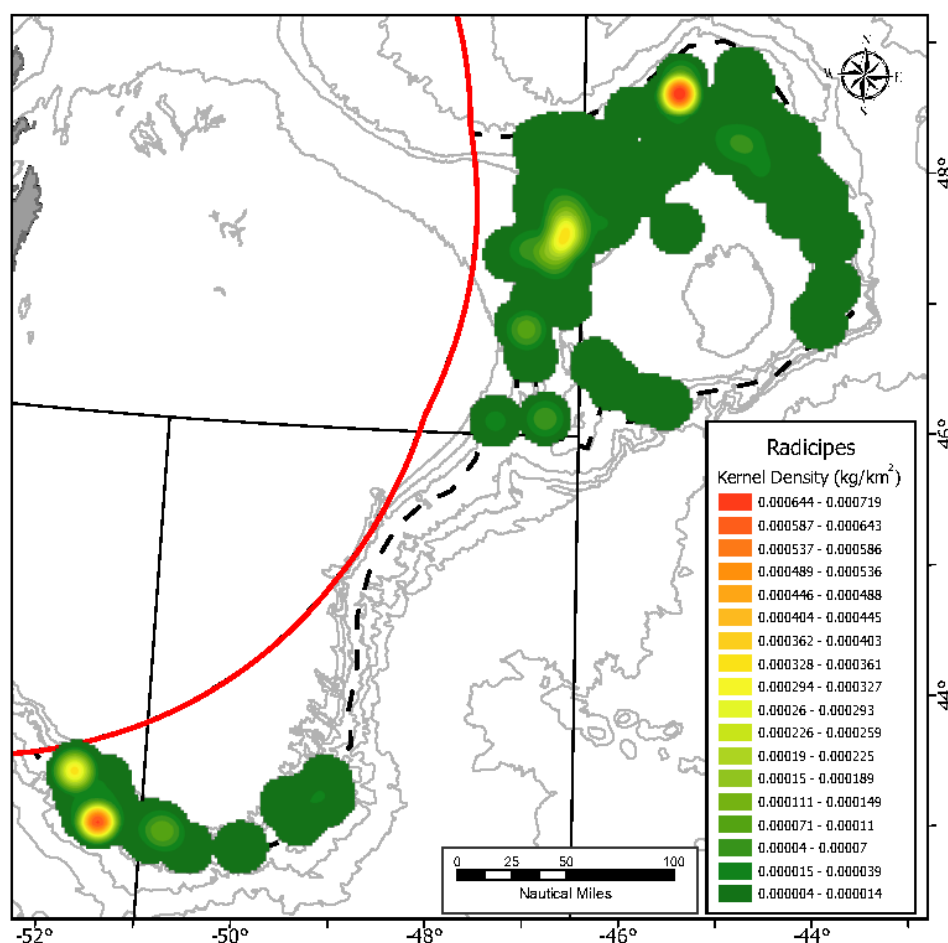 N
W E
S
48°
46°
44°
Radicipes
Kernel Density (kg/km²)
0.000644 - 0.000719
0.000587 - 0.000643
0.000537 - 0.000586
0.000489 - 0.000536
0.000446 - 0.000488
0.000404 - 0.000445
0.000362 - 0.000403
0.000328 - 0.000361
0.000294 - 0.000327
0.00026 - 0.000293
0.000226 - 0.000259
0.00019 - 0.000225
0.00015 - 0.000189
0.000111 - 0.000149
0.000071 - 0.00011
0.00004 - 0.00007
0.000015 - 0.000039
0.000004 - 0.000014
0 25 50 100
Nautical Miles
-52° -50° -48° -46° -44°